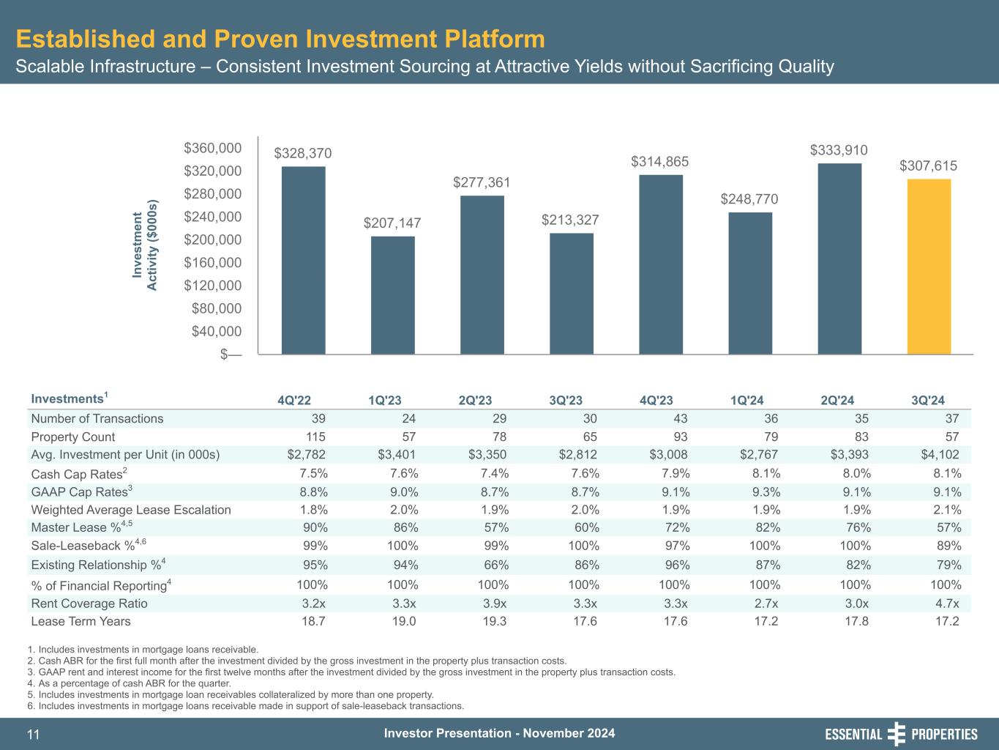 Established and Proven Investment Platform
Scalable Infrastructure – Consistent Investment Sourcing at Attractive Yields without Sacrificing Quality
Investment
Activity ($000s)
$360,000
$320,000
$280,000
$240,000
$200,000
$160,000
$120,000
$80,000
$40,000
$—
$328,370
$207,147
$277,361
$213,327
$314,865
$248,770
$333,910
$307,615
Investments1 4Q'22 1Q'23 2Q'23 3Q'23 4Q'23 1Q'24 2Q'24 3Q'24
Number of Transactions 39 24 29 30 43 36 35 37
Property Count 115 57 78 65 93 79 83 57
Avg. Investment per Unit (in 000s) $2,782 $3,401 $3,350 $2,812 $3,008 $2,767 $3,393 $4,102
Cash Cap Rates2 7.5% 7.6% 7.4% 7.6% 7.9% 8.1% 8.0% 8.1%
GAAP Cap Rates3 8.8% 9.0% 8.7% 8.7% 9.1% 9.3% 9.1% 9.1%
Weighted Average Lease Escalation 1.8% 2.0% 1.9% 2.0% 1.9% 1.9% 1.9% 2.1%
Master Lease %4,5 90% 86% 57% 60% 72% 82% 76% 57%
Sale-Leaseback %4,6 99% 100% 99% 100% 97% 100% 100% 89%
Existing Relationship %4 95% 94% 66% 86% 96% 87% 82% 79%
% of Financial Reporting4 100% 100% 100% 100% 100% 100% 100% 100%
Rent Coverage Ratio 3.2x 3.3x 3.9x 3.3x 3.3x 2.7x 3.0x 4.7x
Lease Term Years 18.7 19.0 19.3 17.6 17.6 17.2 17.8 17.2
1. Includes investments in mortgage loans receivable.
2. Cash ABR for the first full month after the investment divided by the gross investment in the property plus transaction costs.
3. GAAP rent and interest income for the first twelve months after the investment divided by the gross investment in the property plus transaction costs.
4. As a percentage of cash ABR for the quarter.
5. Includes investments in mortgage loan receivables collateralized by more than one property.
6. Includes investments in mortgage loans receivable made in support of sale-leaseback transactions.
11
Investor Presentation - November 2024
ESSENTIAL PROPERTIES